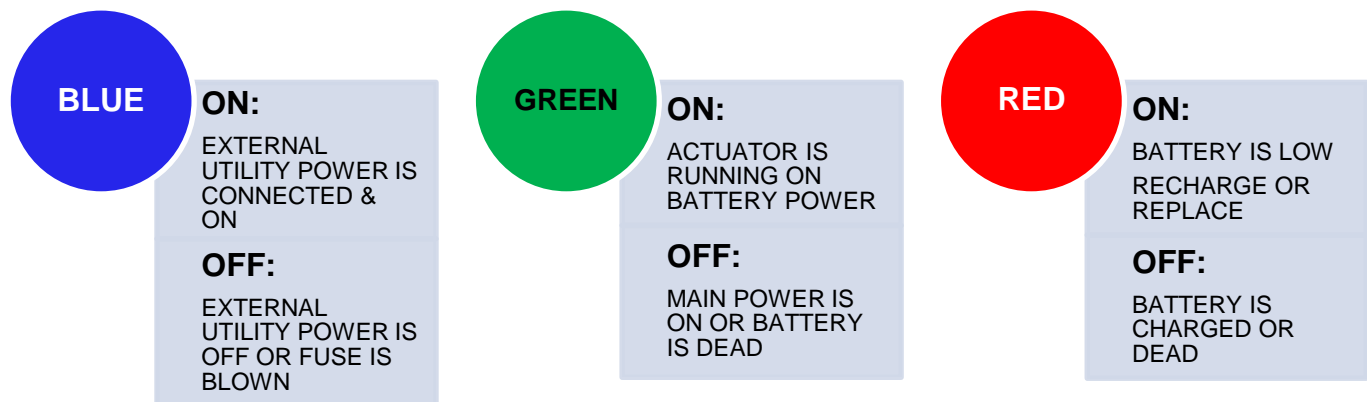 BLUE
ON:
EXTERNAL
UTILITY POWER IS
CONNECTED &
ON
OFF:
EXTERNAL
UTILITY POWER IS
OFF OR FUSE IS
BLOWN
GREEN
ON:
ACTUATOR IS
RUNNING ON
BATTERY POWER
OFF:
MAIN POWER IS
ON OR BATTERY
IS DEAD
RED
ON:
BATTERY IS LOW
RECHARGE OR
REPLACE
OFF:
BATTERY IS
CHARGED OR
DEAD